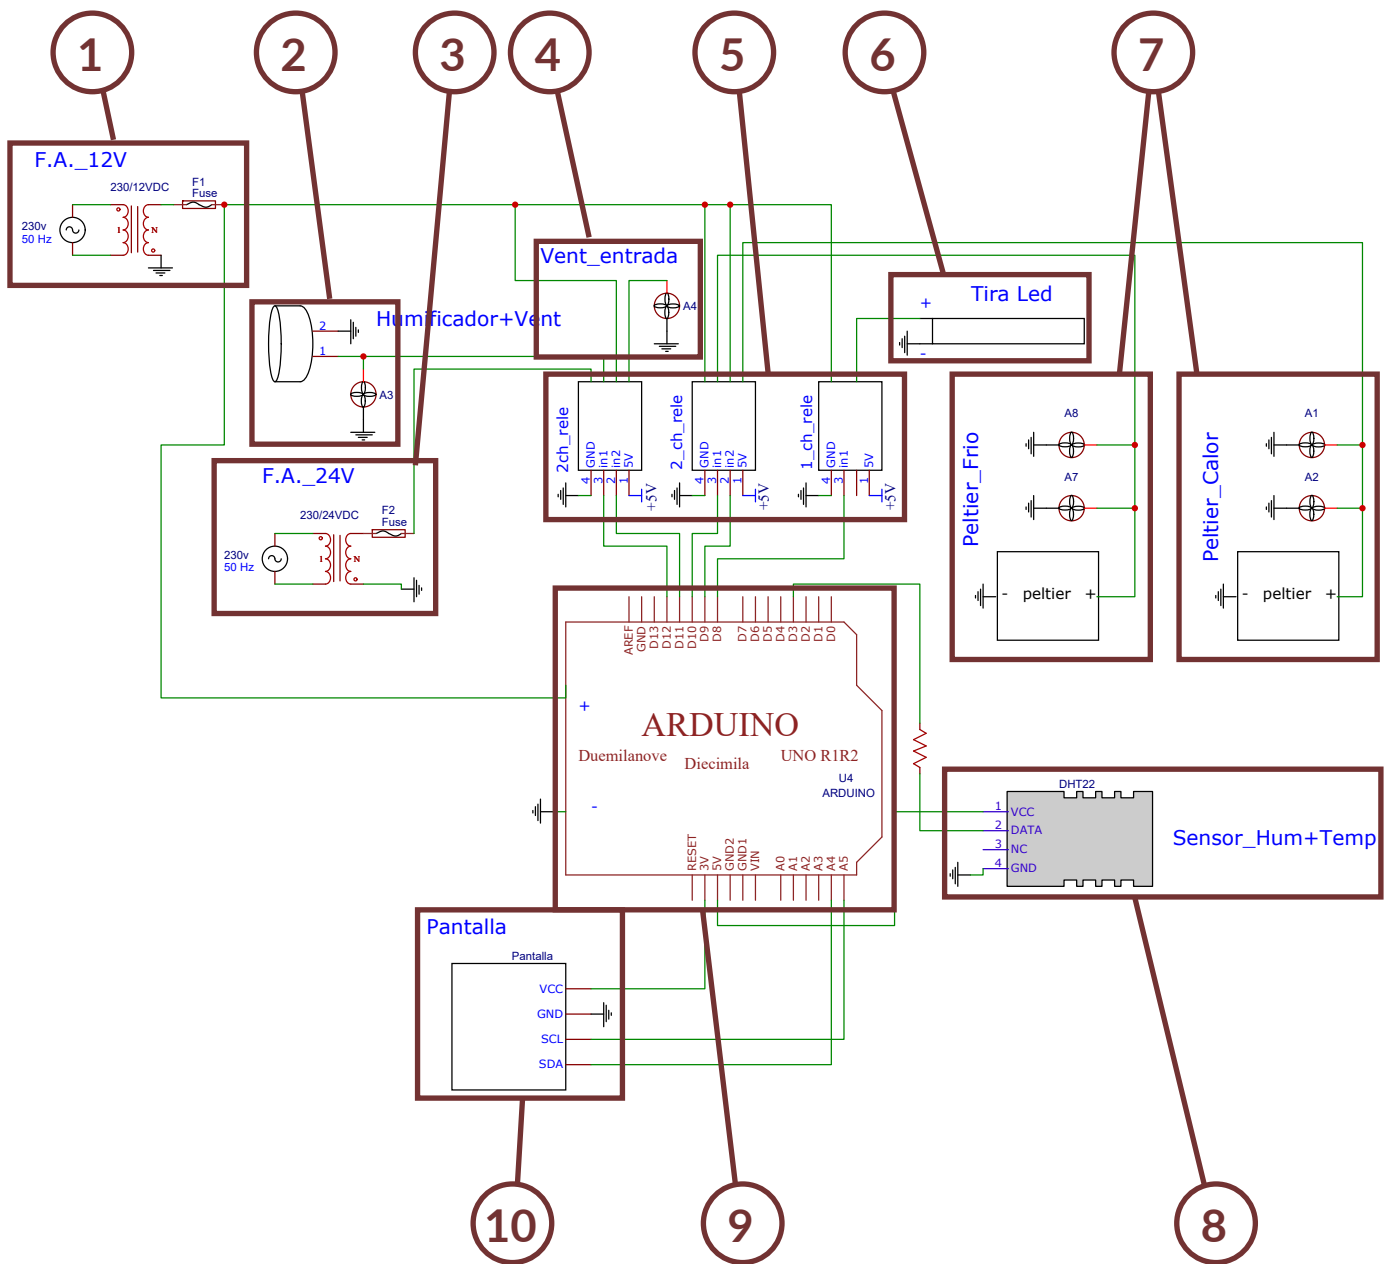 1
2
3
4
5
6
7
F.A._12V
230/12VDC
F1
Fuse
230v
50 Hz
1
N
Humificador+Vent
2
1
A3
F.A._24V
230/24VDC
F2
Fuse
230v
50 Hz
1
N
Vent_entrada
A4
2ch_rele
GND
in1
in2
5V
4
3
2
1
+5V
2_ch_rele
GND
in1
in2
5V
4
3
2
1
+5V
1_ch_rele
GND
in1
5V
4
3
1
+5V
Tira Led
+
-
Peltier_Frio
A8
A7
- peltier +
Peltier_Calor
A1
A2
- peltier +
AREF
GND
D13
D12
D11
D10
D9
D8
D7
D6
D5
D4
D3
D2
D1
D0
+
-
ARDUINO
Duemilanove
Diecimila
UNO R1R2
U4
ARDUINO
RESET
3V
5V
GND2
GND1
VIN
A0
A1
A2
A3
A4
A5
DHT22
1 VCC
2 DATA
3 NC
4 GND
Sensor_Hum+Temp
Pantalla
Pantalla
VCC
GND
SCL
SDA
10
9
8